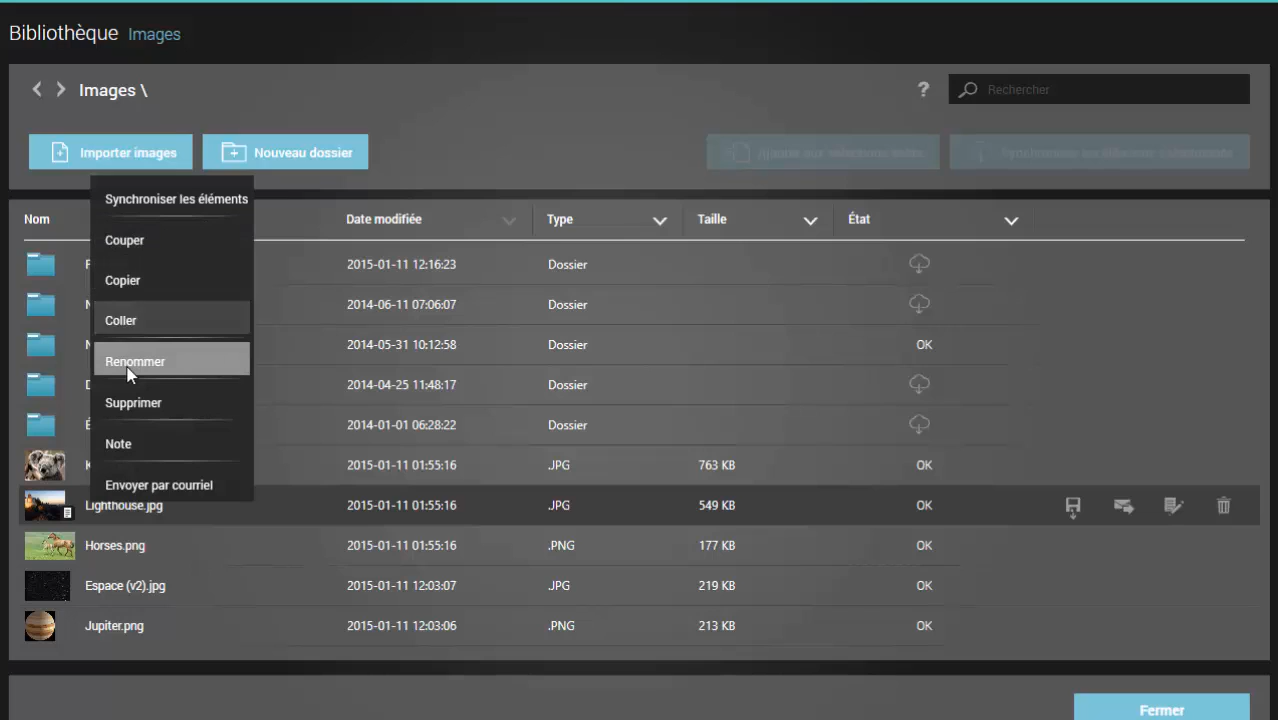 Bibliothèque Images
Images \
?
Rechercher
Importer images
Nouveau dossier
Synchroniser les éléments
Couper
Copier
Coller
Renommer
Supprimer
Note
Envoyer par courriel
Nom Date modifiée Type Taille État
2015-01-11 12:16:23 Dossier
2014-06-11 07:06:07 Dossier
2014-05-31 10:12:58 Dossier OK
2014-04-25 11:48:17 Dossier
2014-01-01 06:28:22 Dossier
2015-01-11 01:55:16 .JPG 763 KB OK
Lighthouse.jpg 2015-01-11 01:55:16 .JPG 549 KB OK
Horses.png 2015-01-11 01:55:16 .PNG 177 KB OK
Espace (v2).jpg 2015-01-11 12:03:07 .JPG 219 KB OK
Jupiter.png 2015-01-11 12:03:06 .PNG 213 KB OK
Fermer